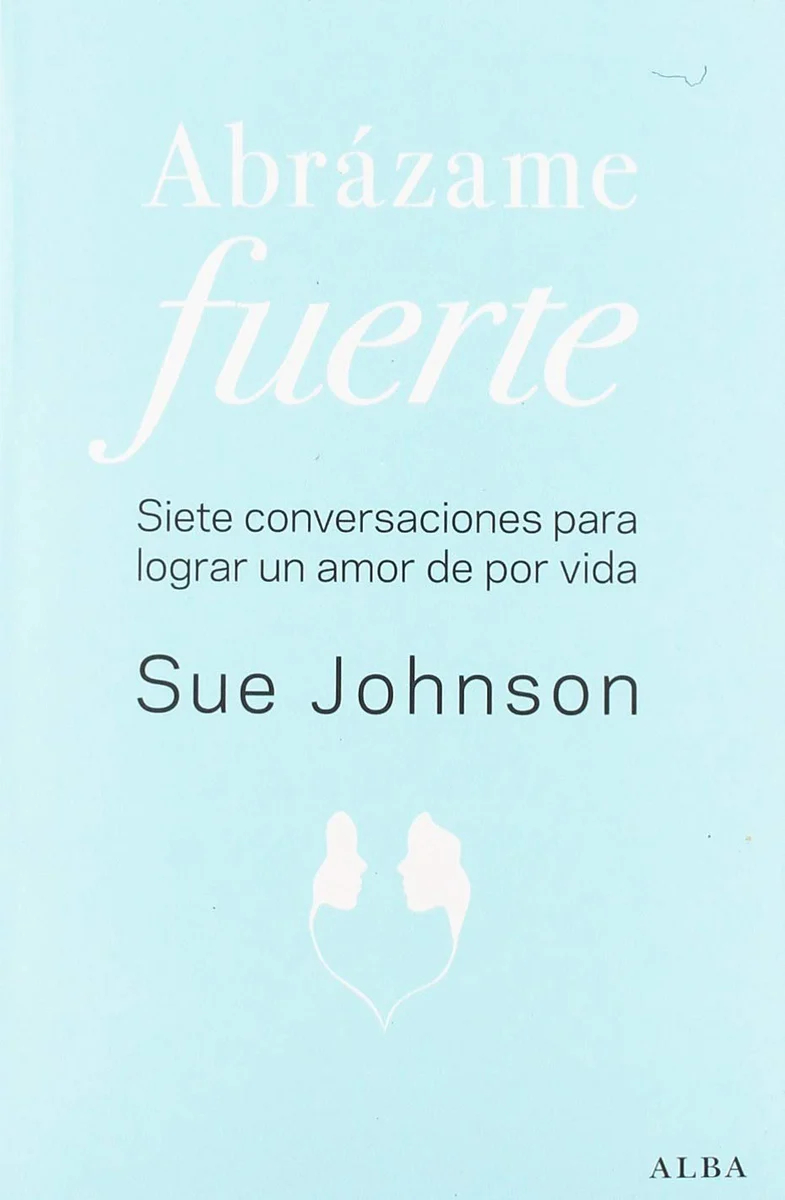 Abrázame
fuerte
Siete conversaciones para
lograr un amor de por vida
Sue Johnson
ALBA